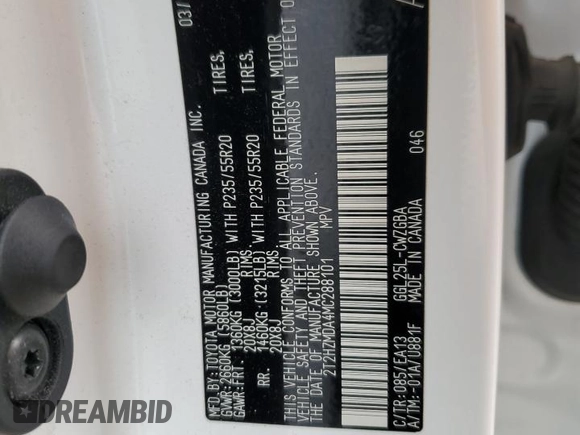 MFD.BY:TOYOTA MOTOR MANUFACTURING CANADA INC. 03/
GVWR:2660KG (5860LB)
GAWR:FRT. 1360KG (3000LB) WITH P235/55R20 TIRES,
20X8J RIMS,
RR. 1460KG (3215LB) WITH P235/55R20 TIRES,
20X8J RIMS,
THIS VEHICLE CONFORMS TO ALL APPLICABLE FEDERAL MOTOR
VEHICLE SAFETY AND THEFT PREVENTION STANDARDS IN EFFECT O
THE DATE OF MANUFACTURE SHOWN ABOVE.
2T2HZMDA4MC288101 MPV
C/TR:085/EA13 GGL25L-CWZGBA 046
A/TM:-01A/U881F MADE IN CANADA
DREAMBID